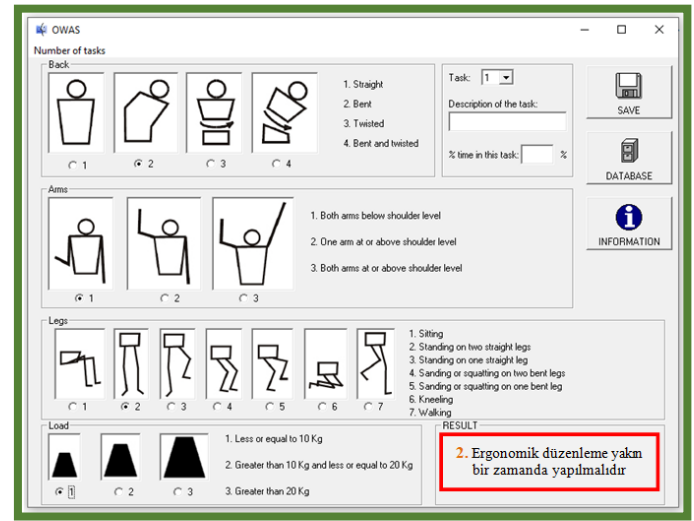 OWAS
Number of tasks
Back
1. Straight
2. Bent
3. Twisted
4. Bent and twisted
1 2 3 4
Task: 1
Description of the task:
% time in this task: %
SAVE
DATABASE
INFORMATION
Arms
1. Both arms below shoulder level
2. One arm at or above shoulder level
3. Both arms at or above shoulder level
1 2 3
Legs
1. Sitting
2. Standing on two straight legs
3. Standing on one straight leg
4. Sanding or squatting on two bent legs
5. Sanding or squatting on one bent leg
6. Kneeling
7. Walking
1 2 3 4 5 6 7
Load
1. Less or equal to 10 Kg
2. Greater than 10 Kg and less or equal to 20 Kg
3. Greater than 20 Kg
1 2 3
RESULT
2. Ergonomik düzenleme yakın
bir zamanda yapılmalıdır